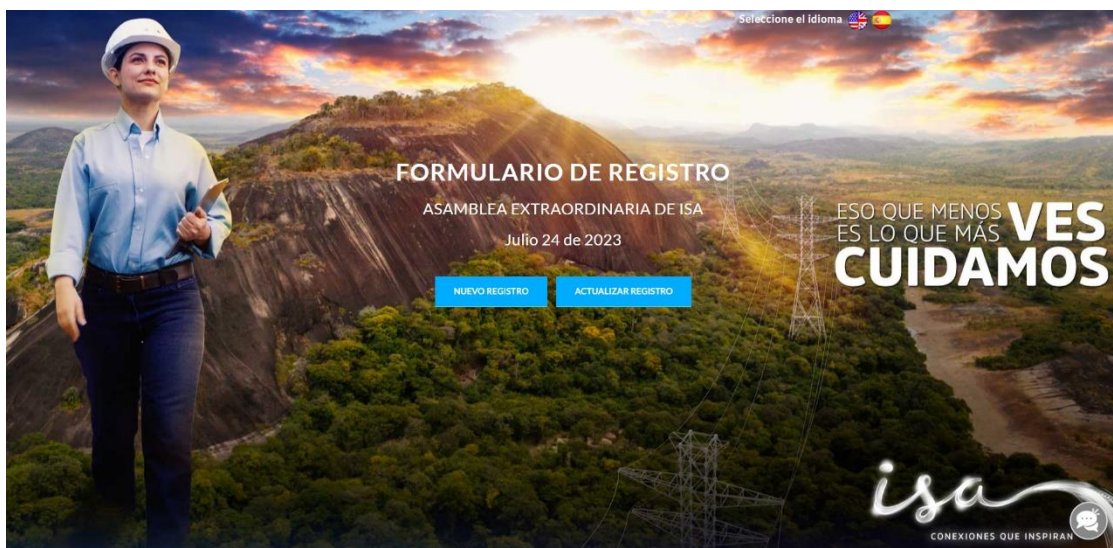 Seleccione el idioma
FORMULARIO DE REGISTRO
ASAMBLEA EXTRAORDINARIA DE ISA
Julio 24 de 2023
NUEVO REGISTRO
ACTUALIZAR REGISTRO
ESO QUE MENOS VES
ES LO QUE MÁS
CUIDAMOS
isa
CONEXIONES QUE INSPIRAN